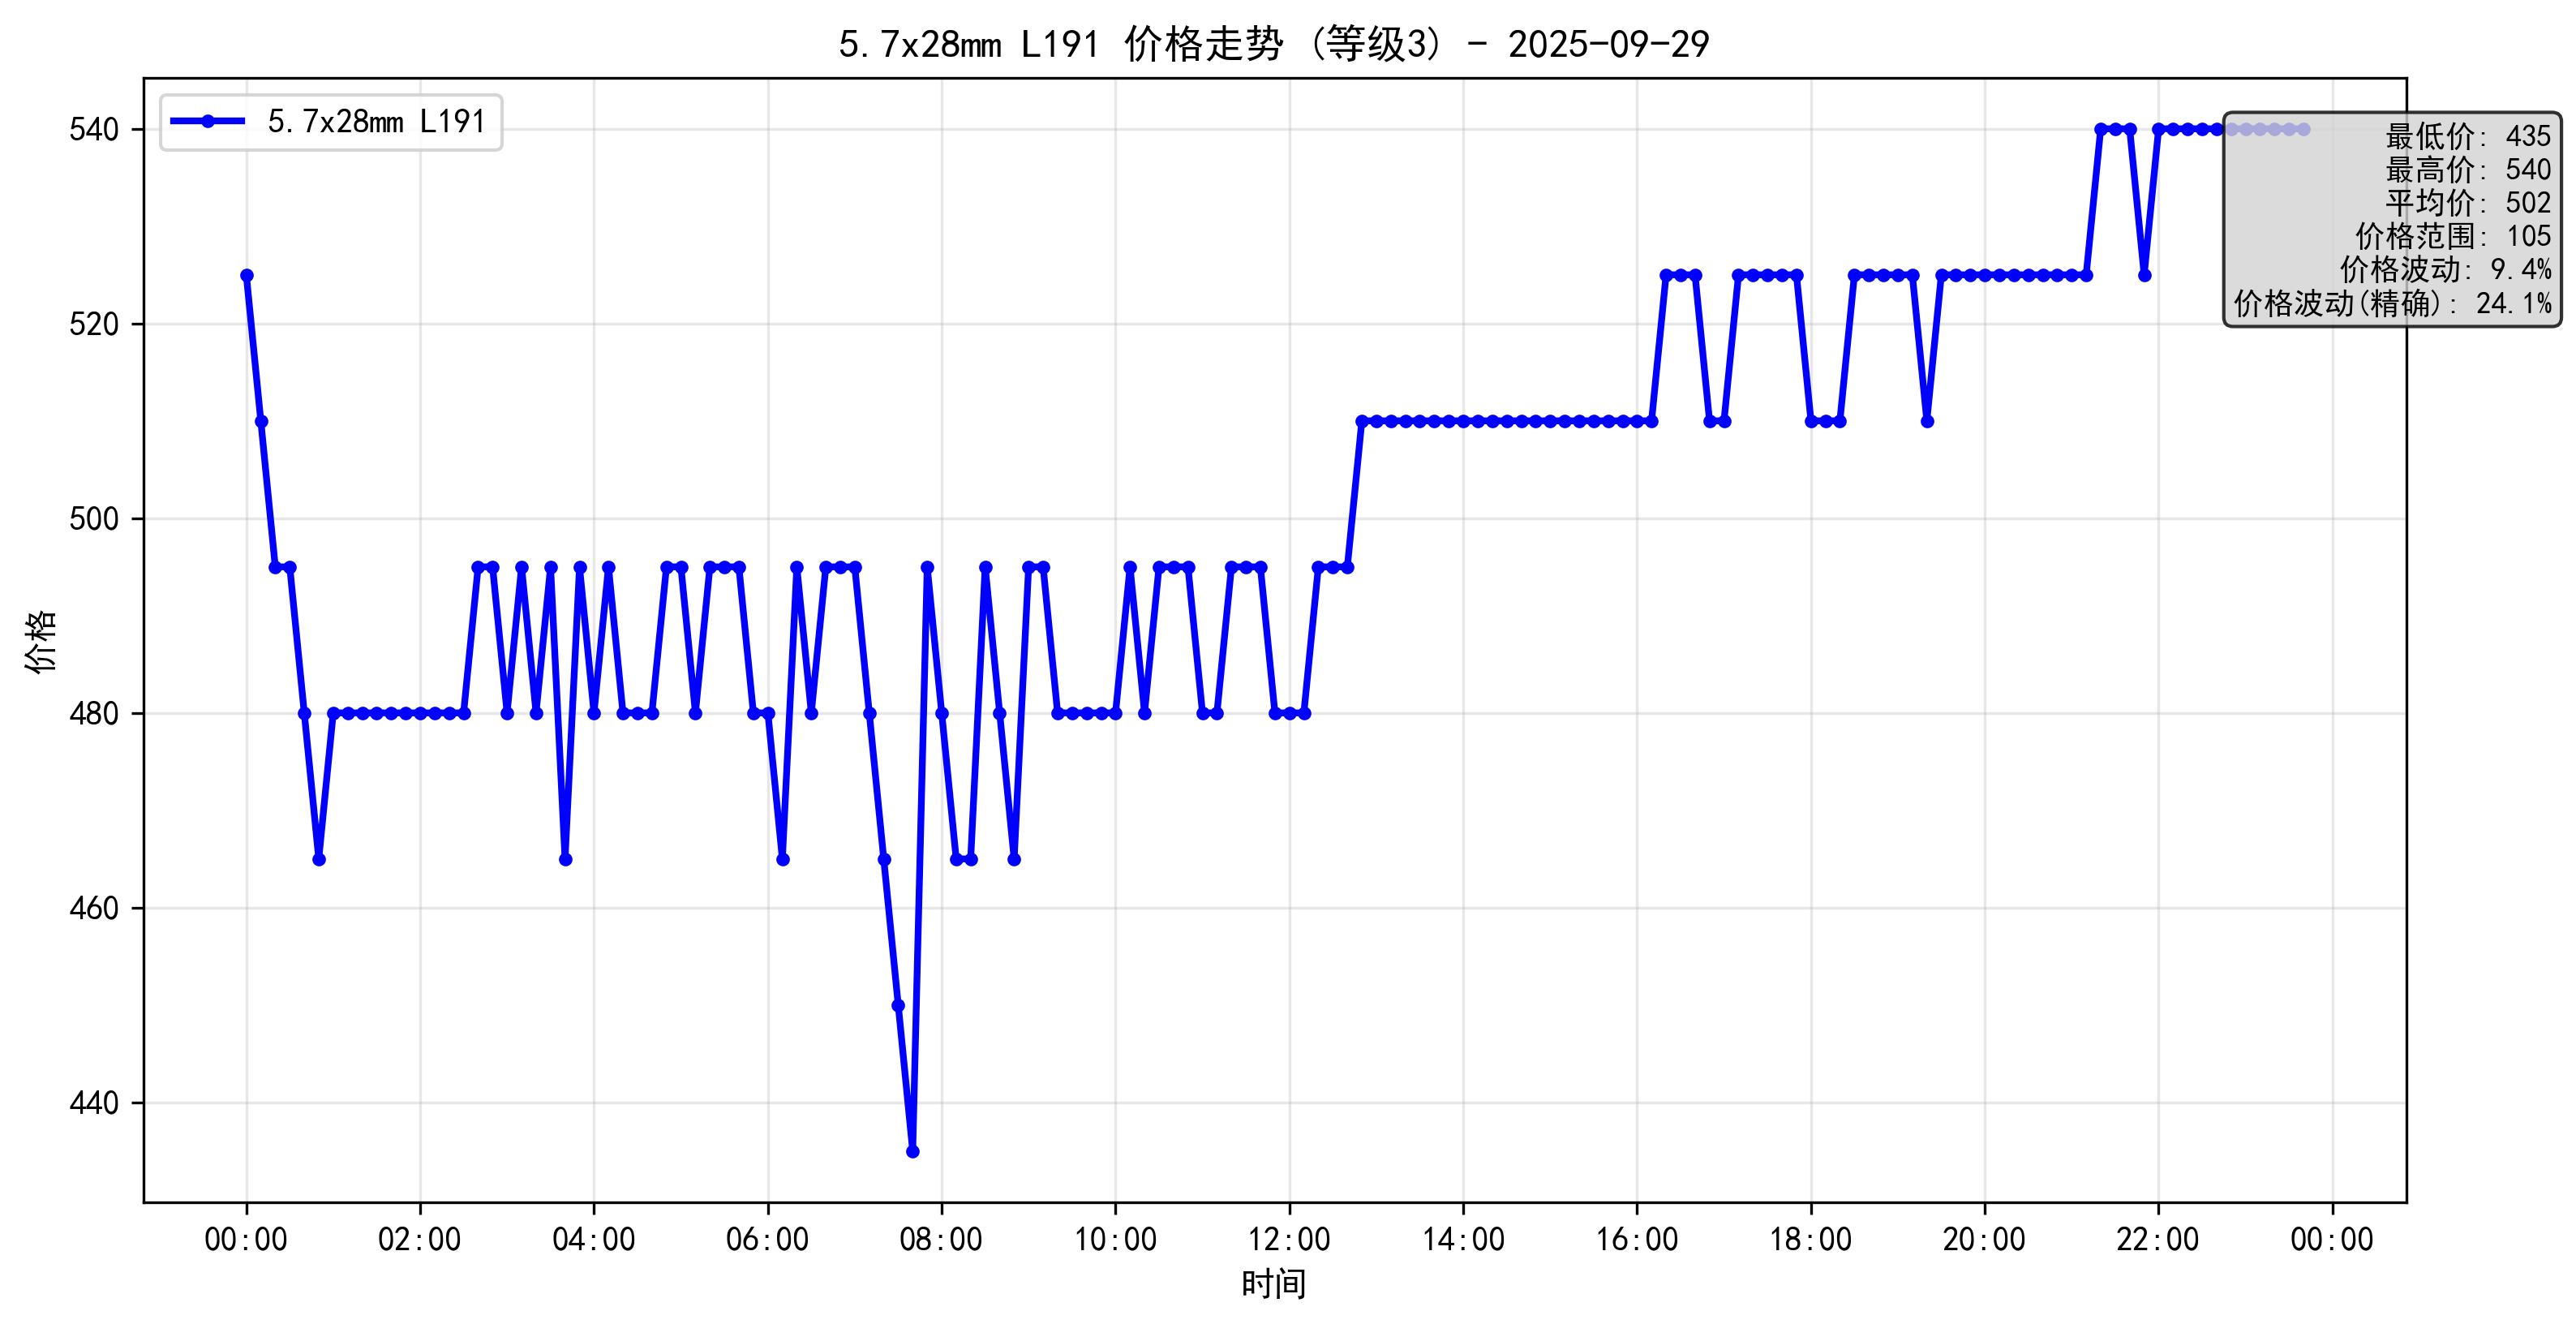 5.7x28mm L191 价格走势 (等级3) - 2025-09-29
5.7x28mm L191
最低价: 435
最高价: 540
平均价: 502
价格范围: 105
价格波动: 9.4%
价格波动(精确): 24.1%
价格
540
520
500
480
460
440
00:00 02:00 04:00 06:00 08:00 10:00 12:00 14:00 16:00 18:00 20:00 22:00 00:00
时间